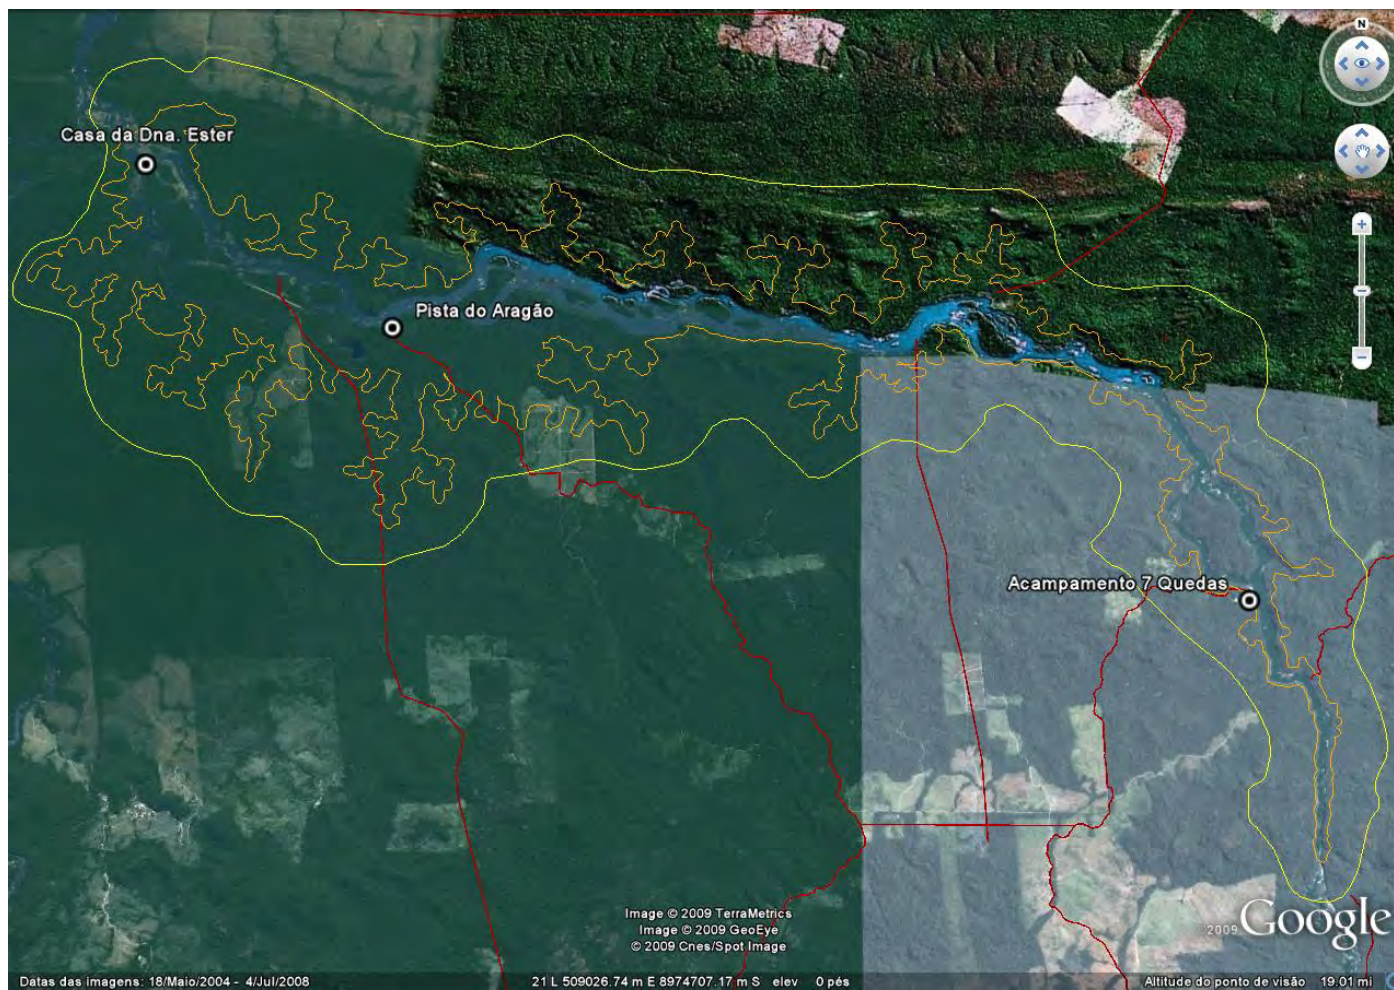 N
Casa da Dna. Ester
Pista do Aragão
Acampamento 7 Quedas
Image © 2009 TerraMetrics
Image © 2009 GeoEye
© 2009 Cnes/Spot Image
© 2009 Google
Datas das imagens: 18/Maio/2004 - 4/Jul/2008
21 L 509026.74 m E 8974707.17 m S elev 0 pés
Altitude do ponto de visão 19.01 mi